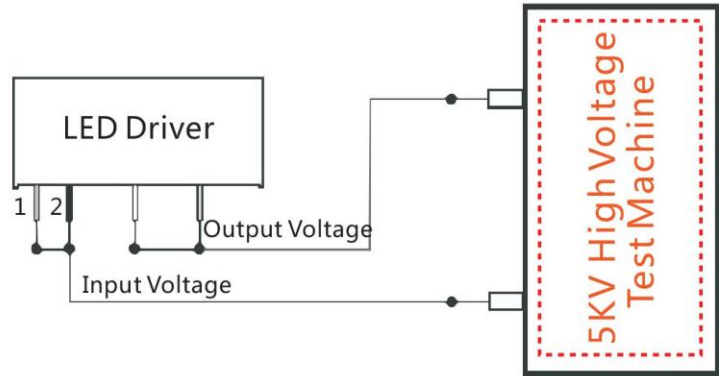 LED Driver
1 2
Output Voltage
Input Voltage
5KV High Voltage
Test Machine